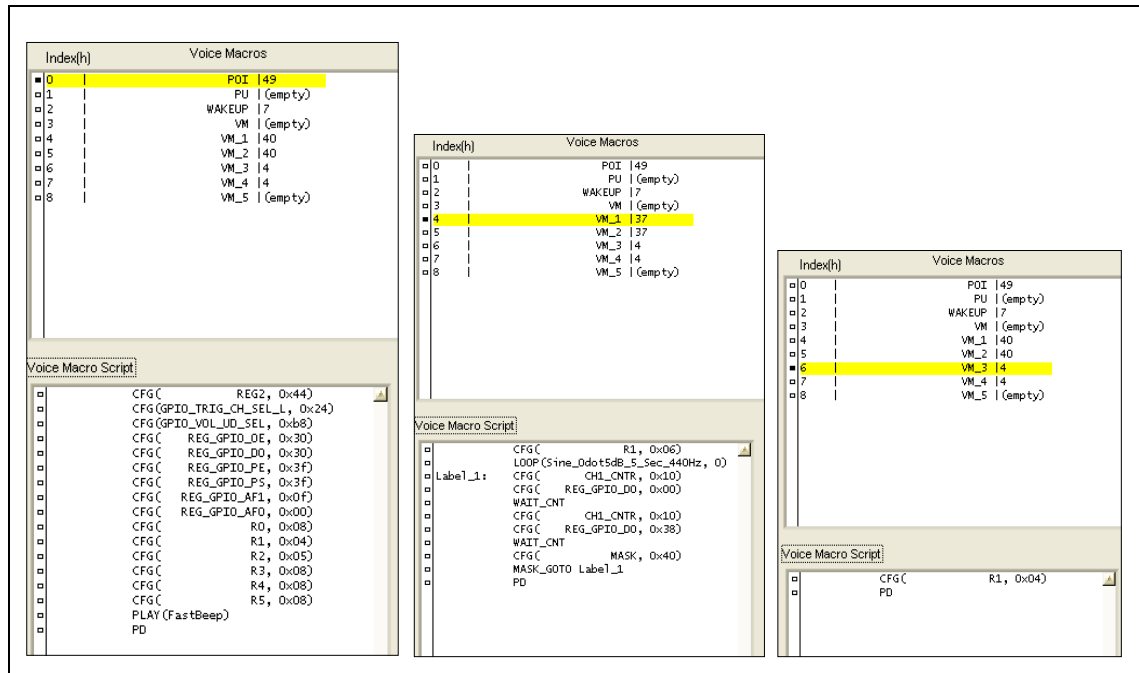 Index(h) Voice Macros
0 | POI |49
1 | PU |(empty)
2 | WAKEUP |7
3 | VM |(empty)
4 | VM_1 |40
5 | VM_2 |40
6 | VM_3 |4
7 | VM_4 |4
8 | VM_5 |(empty)
Voice Macro Script
CFG( REG2, 0x44)
CFG(GPIO_TRIG_CH_SEL_L, 0x24)
CFG(GPIO_VOL_UD_SEL, 0xb8)
CFG( REG_GPIO_OE, 0x30)
CFG( REG_GPIO_DO, 0x30)
CFG( REG_GPIO_PE, 0x3f)
CFG( REG_GPIO_PS, 0x3f)
CFG( REG_GPIO_AF1, 0x0f)
CFG( REG_GPIO_AF0, 0x00)
CFG( R0, 0x08)
CFG( R1, 0x04)
CFG( R2, 0x05)
CFG( R3, 0x08)
CFG( R4, 0x08)
CFG( R5, 0x08)
PLAY(FastBeep)
PD
Index(h) Voice Macros
0 | POI |49
1 | PU |(empty)
2 | WAKEUP |7
3 | VM |(empty)
4 | VM_1 |37
5 | VM_2 |37
6 | VM_3 |4
7 | VM_4 |4
8 | VM_5 |(empty)
Voice Macro Script
CFG( R1, 0x06)
LOOP(Sine_0dot5dB_5_Sec_440Hz, 0)
Label_1: CFG( CH1_CNTR, 0x10)
CFG( REG_GPIO_DO, 0x00)
WAIT_CNT
CFG( CH1_CNTR, 0x10)
CFG( REG_GPIO_DO, 0x38)
WAIT_CNT
CFG( MASK, 0x40)
MASK_GOTO Label_1
PD
Index(h) Voice Macros
0 | POI |49
1 | PU |(empty)
2 | WAKEUP |7
3 | VM |(empty)
4 | VM_1 |40
5 | VM_2 |40
6 | VM_3 |4
7 | VM_4 |4
8 | VM_5 |(empty)
Voice Macro Script
CFG( R1, 0x04)
PD